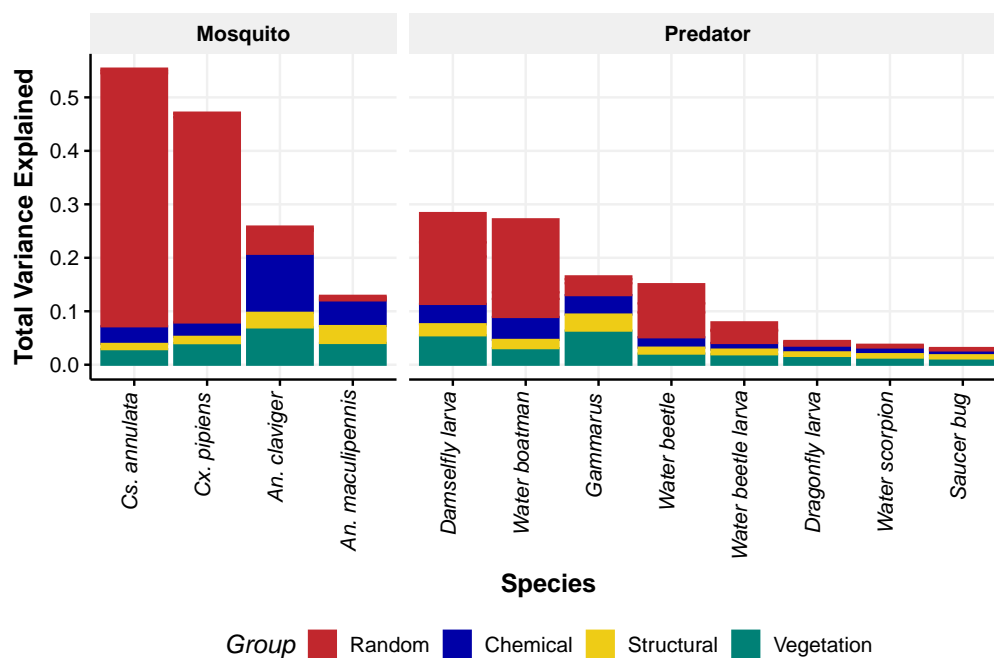 Mosquito
Predator
Total Variance Explained
0.5
0.4
0.3
0.2
0.1
0.0
Cs. annulata
Cx. pipiens
An. claviger
An. maculipennis
Damselfly larva
Water boatman
Gammarus
Water beetle
Water beetle larva
Dragonfly larva
Water scorpion
Saucer bug
Species
Group Random Chemical Structural Vegetation